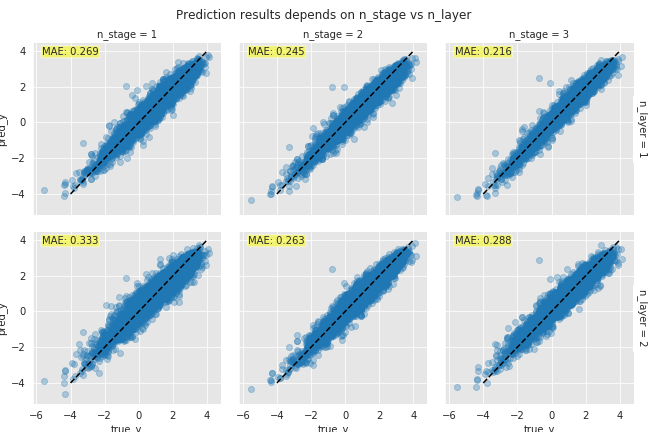 Prediction results depends on n_stage vs n_layer
n_stage = 1
n_stage = 2
n_stage = 3
MAE: 0.269
MAE: 0.245
MAE: 0.216
4
2
0
−2
−4
pred_y
n_layer = 1
MAE: 0.333
MAE: 0.263
MAE: 0.288
4
2
0
−2
−4
pred_y
n_layer = 2
−6 −4 −2 0 2 4
−6 −4 −2 0 2 4
−6 −4 −2 0 2 4
true_y
true_y
true_y